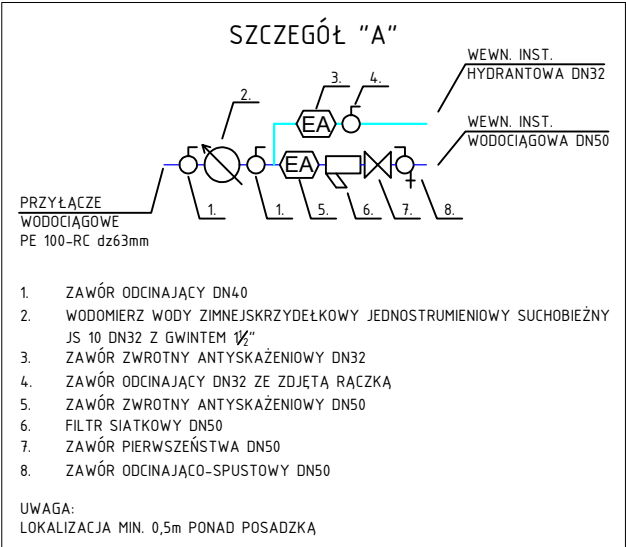 SZCZEGÓŁ "A"
WEWN. INST.
HYDRANTOWA DN32
3.
4.
2.
EA
WEWN. INST.
WODOCIĄGOWA DN50
EA
PRZYŁĄCZE
WODOCIĄGOWE
PE 100-RC dz63mm
1.
1.
5.
6.
7.
8.
1. ZAWÓR ODCINAJĄCY DN40
2. WODOMIERZ WODY ZIMNEJSKRZYDEŁKOWY JEDNOSTRUMIENIOWY SUCHOBIEŻNY
JS 10 DN32 Z GWINTEM 1½"
3. ZAWÓR ZWROTNY ANTYSKAŻENIOWY DN32
4. ZAWÓR ODCINAJĄCY DN32 ZE ZDJĘTĄ RĄCZKĄ
5. ZAWÓR ZWROTNY ANTYSKAŻENIOWY DN50
6. FILTR SIATKOWY DN50
7. ZAWÓR PIERWSZEŃSTWA DN50
8. ZAWÓR ODCINAJĄCO-SPUSTOWY DN50
UWAGA:
LOKALIZACJA MIN. 0,5m PONAD POSADZKĄ